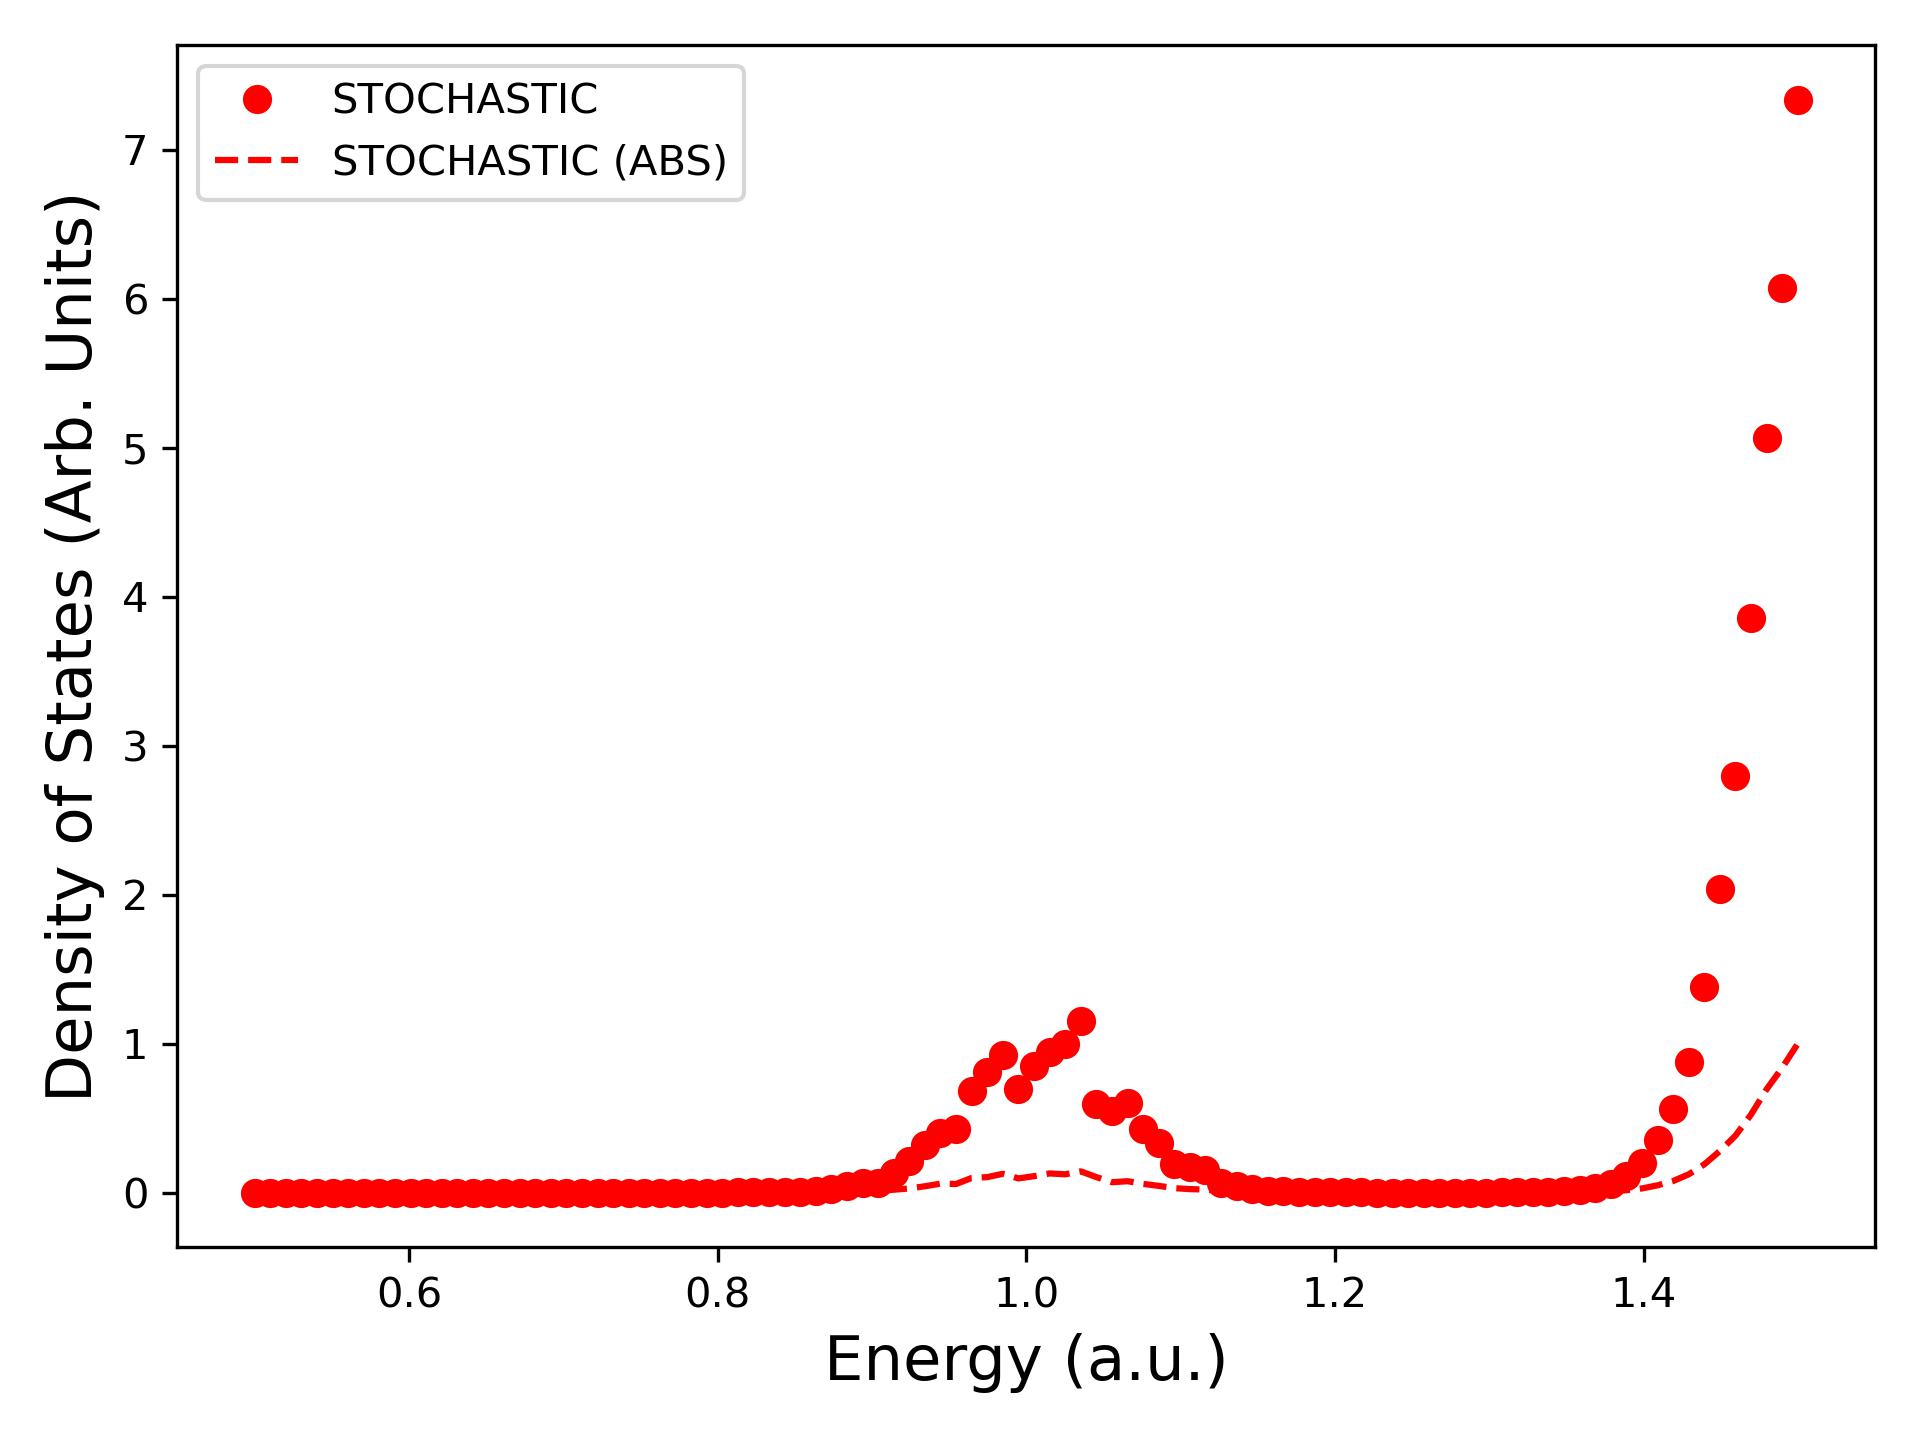 STOCHASTIC
STOCHASTIC (ABS)
Density of States (Arb. Units)
7
6
5
4
3
2
1
0
0.6 0.8 1.0 1.2 1.4
Energy (a.u.)